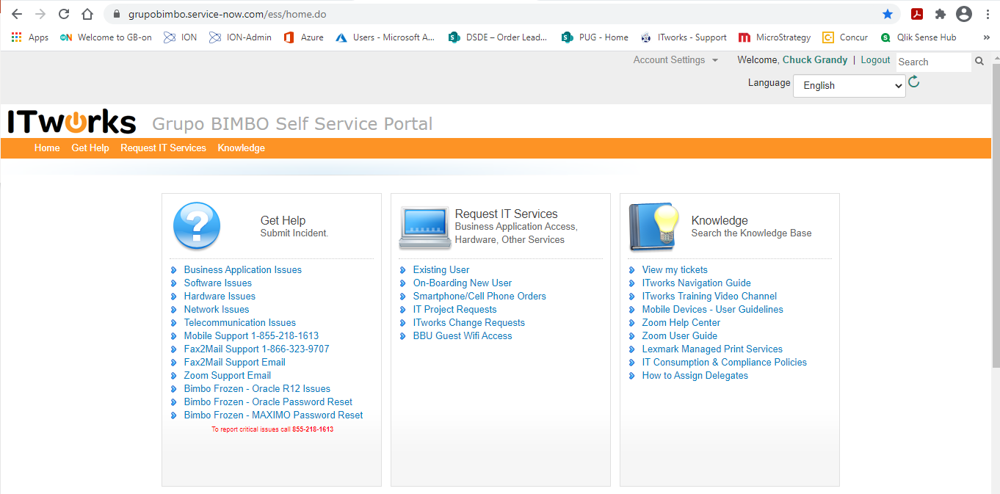 grupobimbo.service-now.com/ess/home.do
Apps Welcome to GB-on ION ION-Admin Azure Users - Microsoft A... DSDE – Order Lead... PUG - Home ITworks - Support MicroStrategy Concur Qlik Sense Hub »
Account Settings Welcome, Chuck Grandy | Logout Search
Language English
ITworks Grupo BIMBO Self Service Portal
Home Get Help Request IT Services Knowledge
Get Help
Submit Incident.
Business Application Issues
Software Issues
Hardware Issues
Network Issues
Telecommunication Issues
Mobile Support 1-855-218-1613
Fax2Mail Support 1-866-323-9707
Fax2Mail Support Email
Zoom Support Email
Bimbo Frozen - Oracle R12 Issues
Bimbo Frozen - Oracle Password Reset
Bimbo Frozen - MAXIMO Password Reset
To report critical issues call 855-218-1613
Request IT Services
Business Application Access,
Hardware, Other Services
Existing User
On-Boarding New User
Smartphone/Cell Phone Orders
IT Project Requests
ITworks Change Requests
BBU Guest Wifi Access
Knowledge
Search the Knowledge Base
View my tickets
ITworks Navigation Guide
ITworks Training Video Channel
Mobile Devices - User Guidelines
Zoom Help Center
Zoom User Guide
Lexmark Managed Print Services
IT Consumption & Compliance Policies
How to Assign Delegates